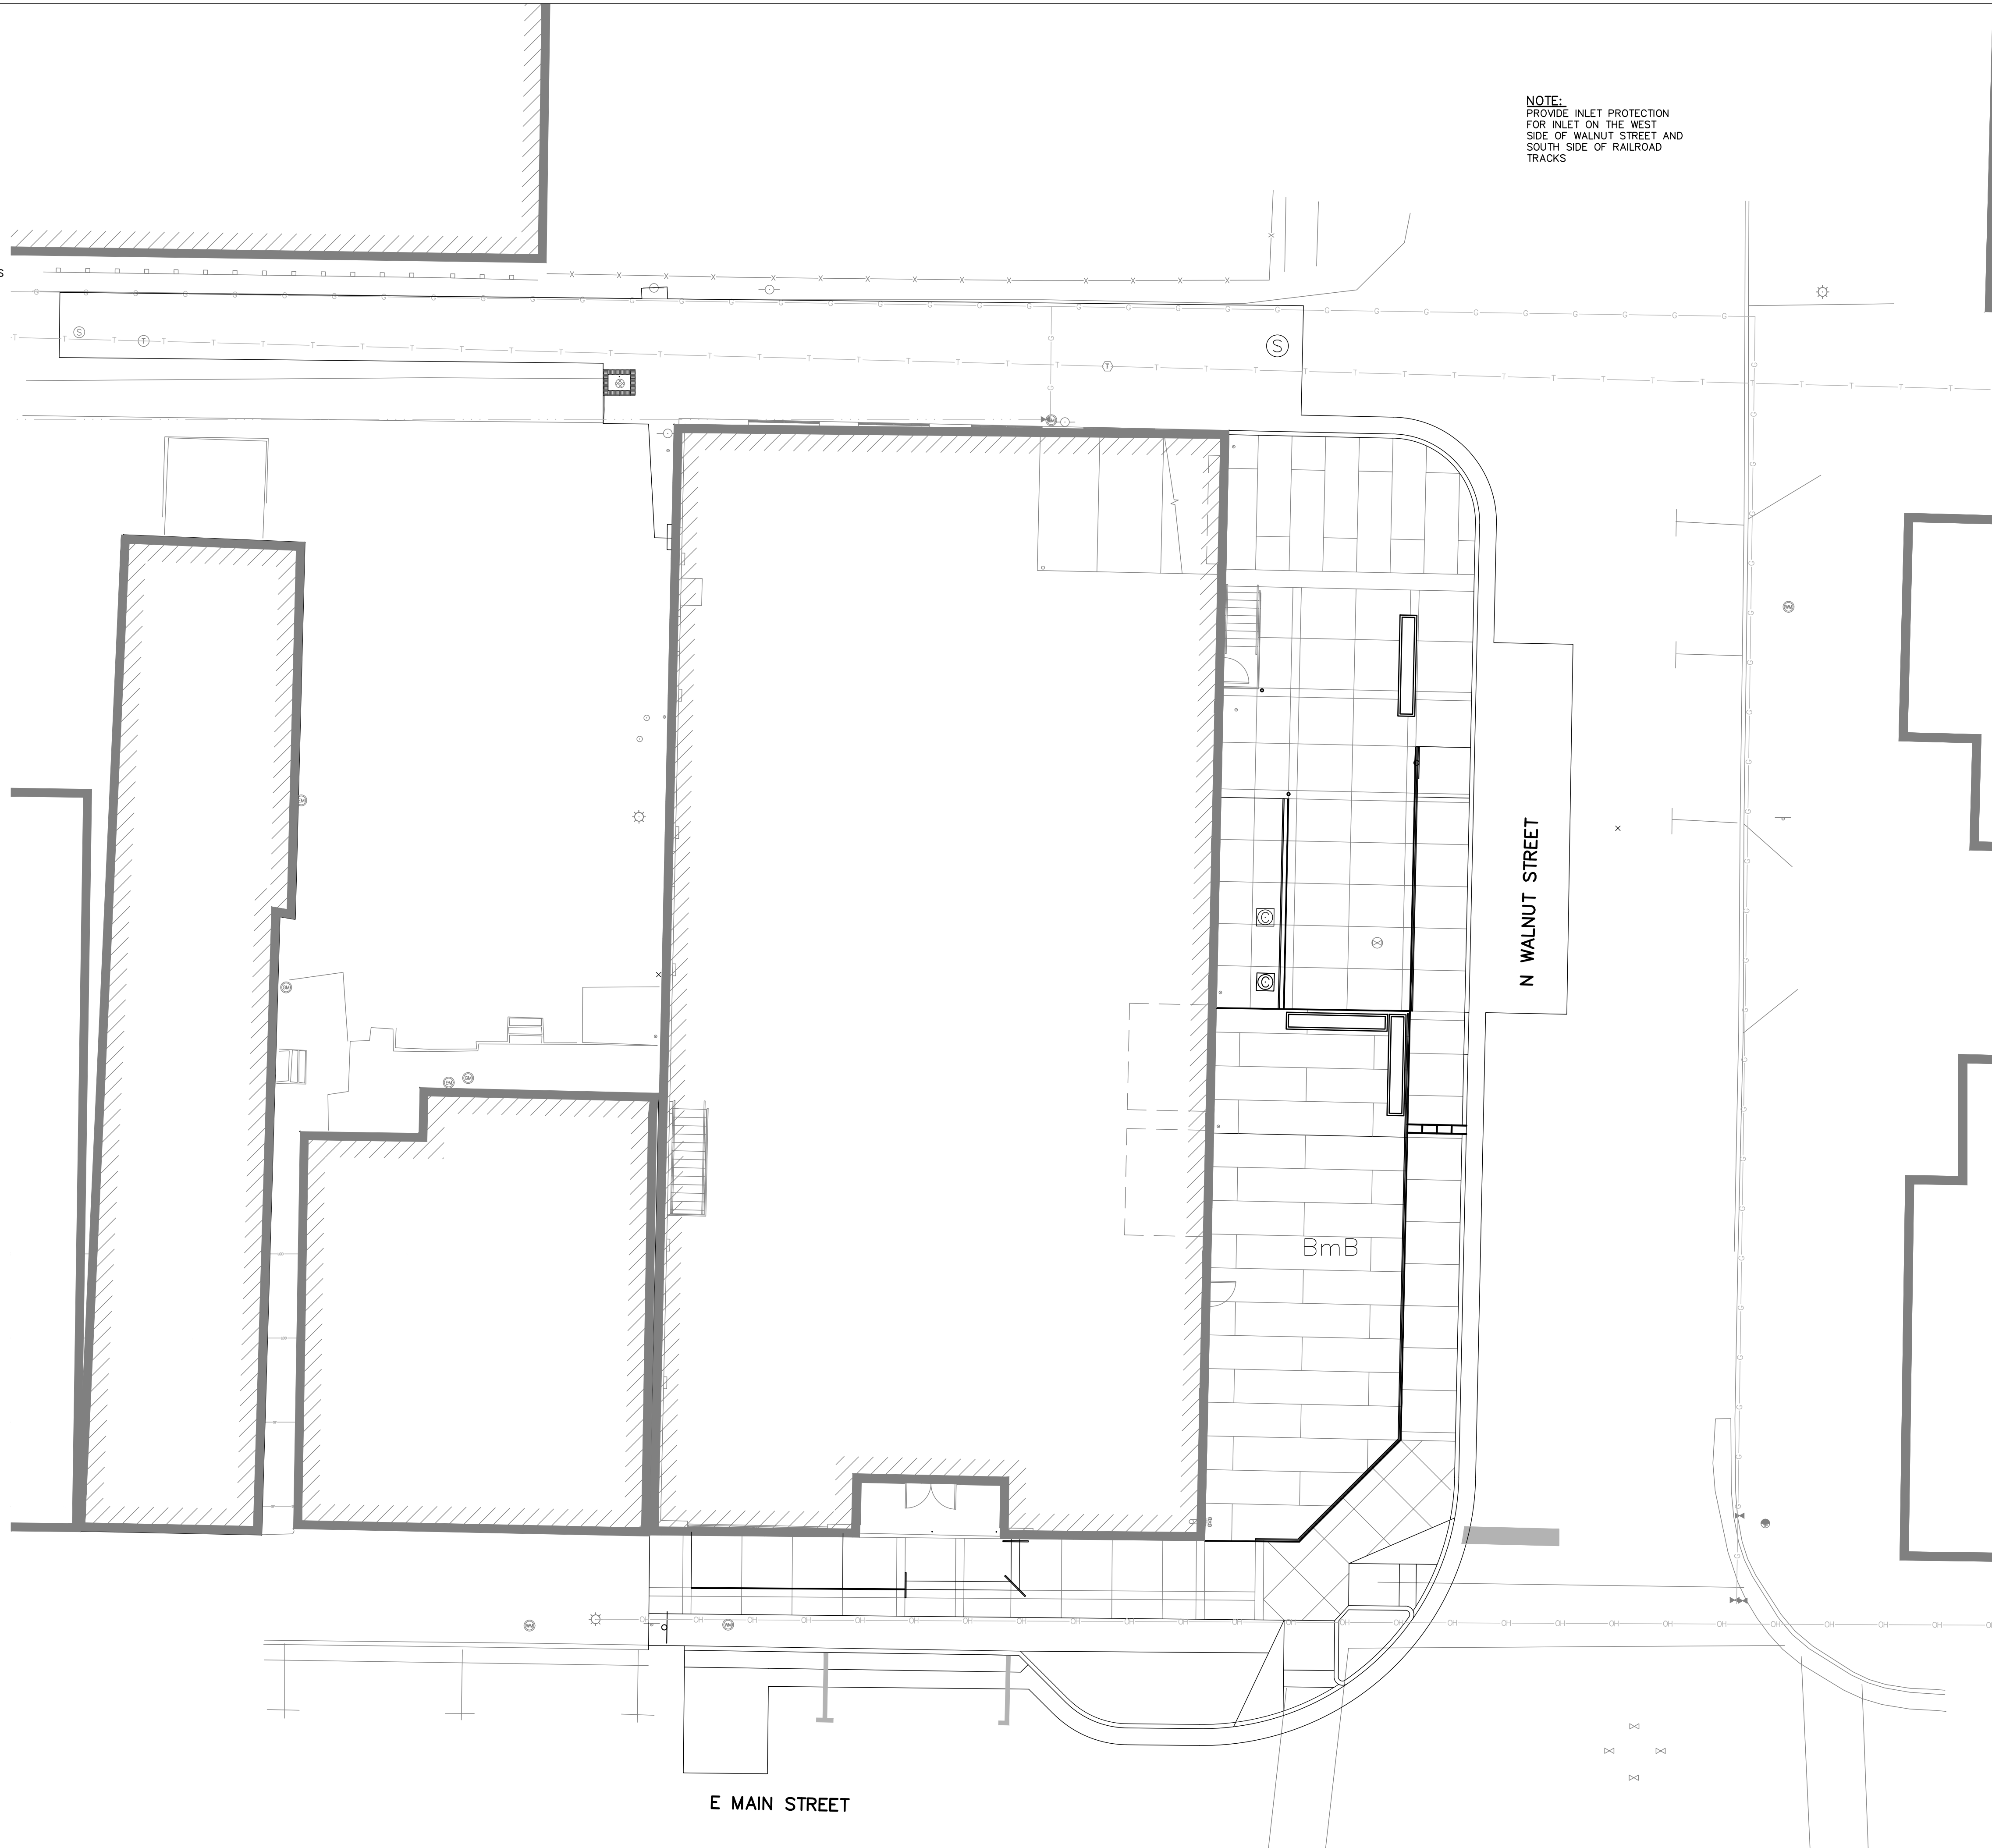 NOTE:
PROVIDE INLET PROTECTION
FOR INLET ON THE WEST
SIDE OF WALNUT STREET AND
SOUTH SIDE OF RAILROAD
TRACKS
S
S
T
T
S
N WALNUT STREET
C
C
BmB
E MAIN STREET